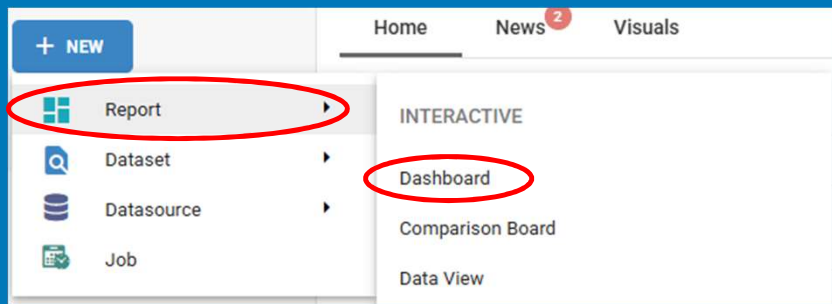 + NEW
Home News 2 Visuals
Report
Dataset
Datasource
Job
INTERACTIVE
Dashboard
Comparison Board
Data View